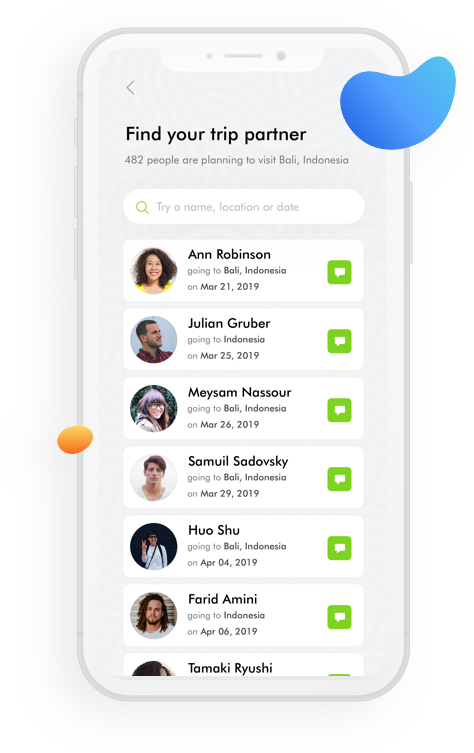 Find your trip partner
482 people are planning to visit Bali, Indonesia
Try a name, location or date
Ann Robinson
going to Bali, Indonesia
on Mar 21, 2019
Julian Gruber
going to Indonesia
on Mar 25, 2019
Meysam Nassour
going to Bali, Indonesia
on Mar 26, 2019
Samuil Sadovsky
going to Bali, Indonesia
on Mar 29, 2019
Huo Shu
going to Bali, Indonesia
on Apr 04, 2019
Farid Amini
going to Indonesia
on Apr 06, 2019
Tamaki Ryushi